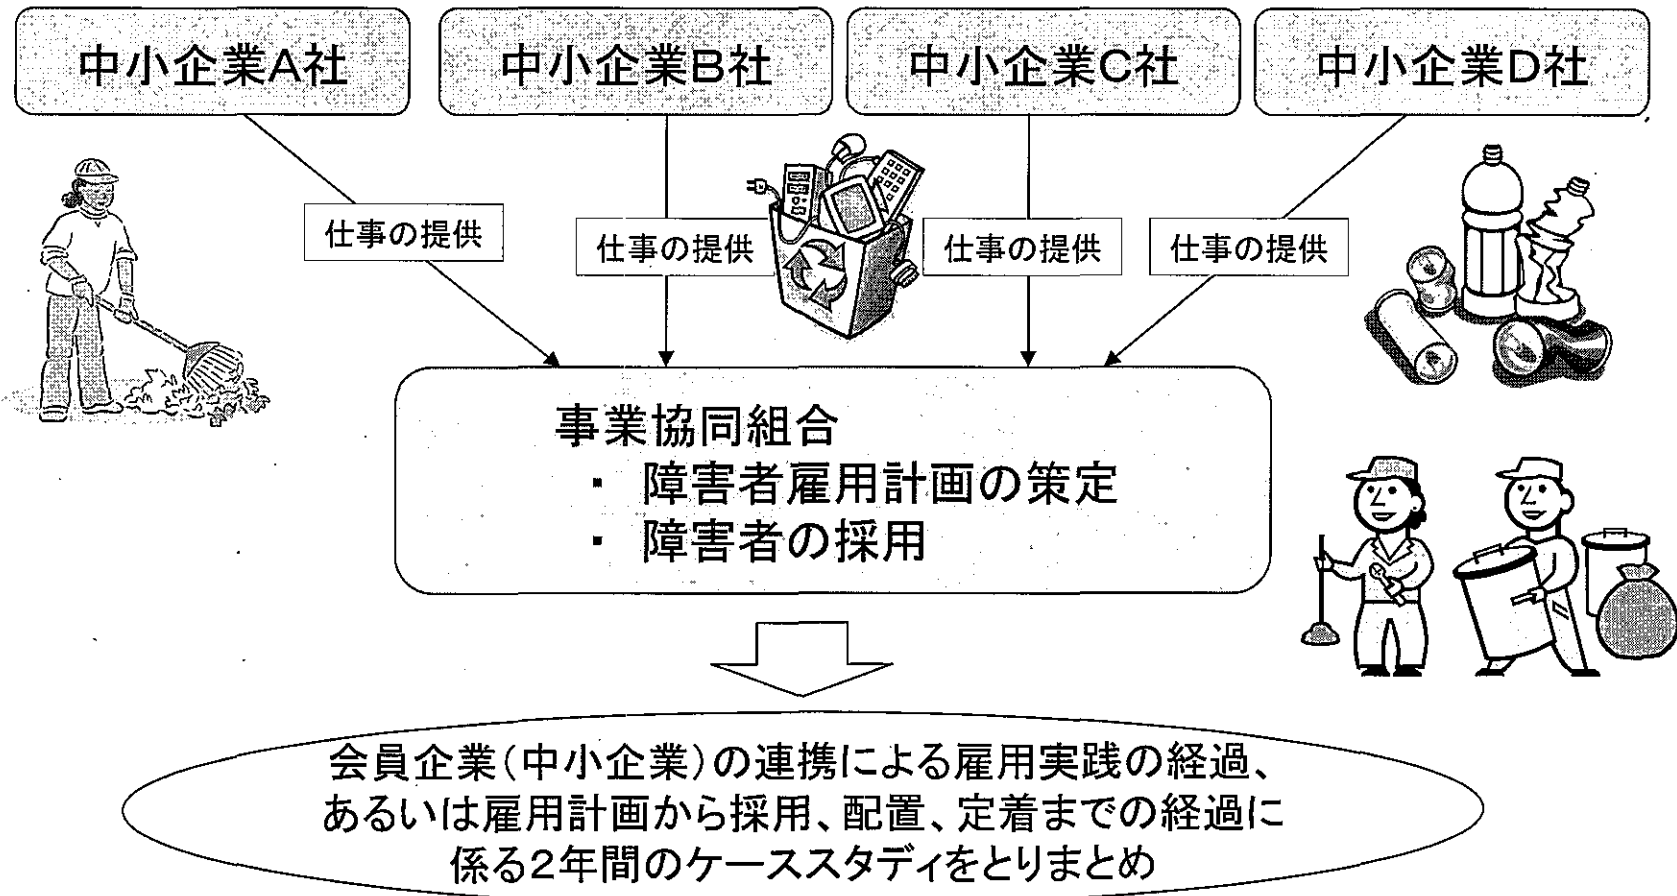 中小企業A社
中小企業B社
中小企業C社
中小企業D社
仕事の提供
仕事の提供
仕事の提供
仕事の提供
事業協同組合
・ 障害者雇用計画の策定
・ 障害者の採用
会員企業(中小企業)の連携による雇用実践の経過、
あるいは雇用計画から採用、配置、定着までの経過に
係る2年間のケーススタディをとりまとめ